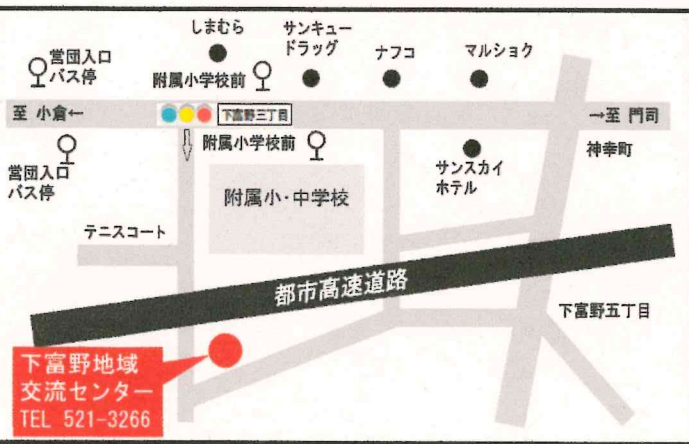 しまむら
サンキュー
ドラッグ
ナフコ
マルショク
営団入口
バス停
附属小学校前
至 小倉←
下富野三丁目
→至 門司
営団入口
バス停
附属小学校前
サンスカイ
ホテル
神幸町
附属小・中学校
テニスコート
都市高速道路
下富野五丁目
下富野地域
交流センター
TEL 521-3266